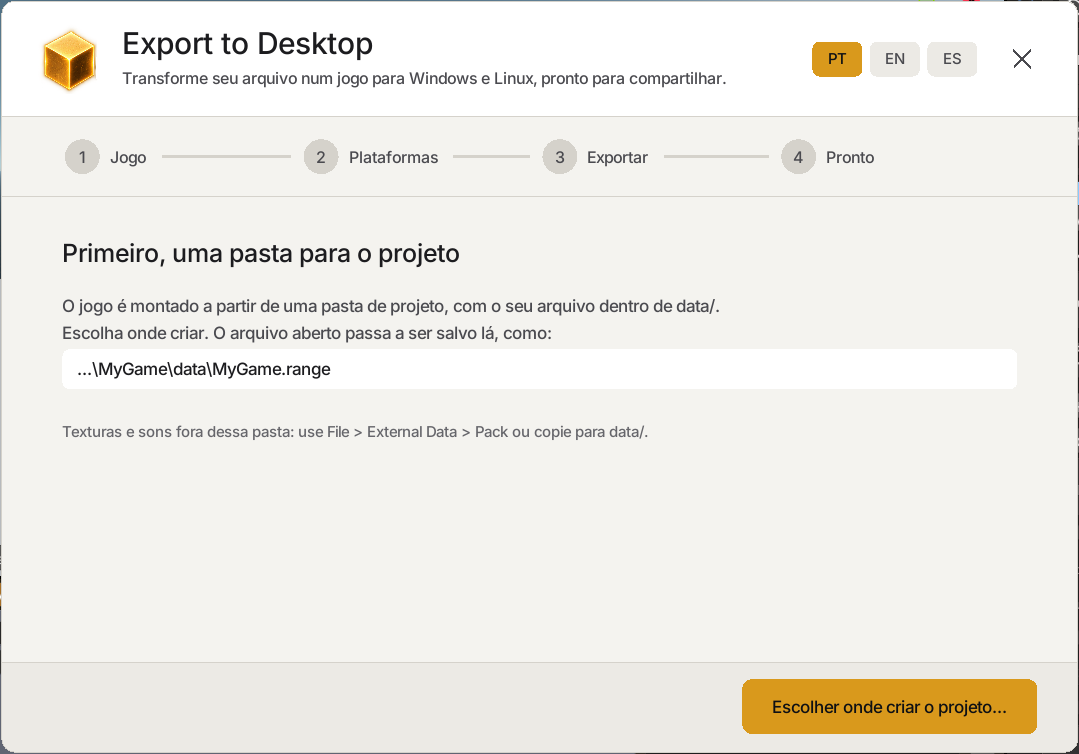 Export to Desktop
Transforme seu arquivo num jogo para Windows e Linux, pronto para compartilhar.
PT
EN
ES
1 Jogo
2 Plataformas
3 Exportar
4 Pronto
Primeiro, uma pasta para o projeto
O jogo é montado a partir de uma pasta de projeto, com o seu arquivo dentro de data/.
Escolha onde criar. O arquivo aberto passa a ser salvo lá, como:
...\MyGame\data\MyGame.range
Texturas e sons fora dessa pasta: use File > External Data > Pack ou copie para data/.
Escolher onde criar o projeto...